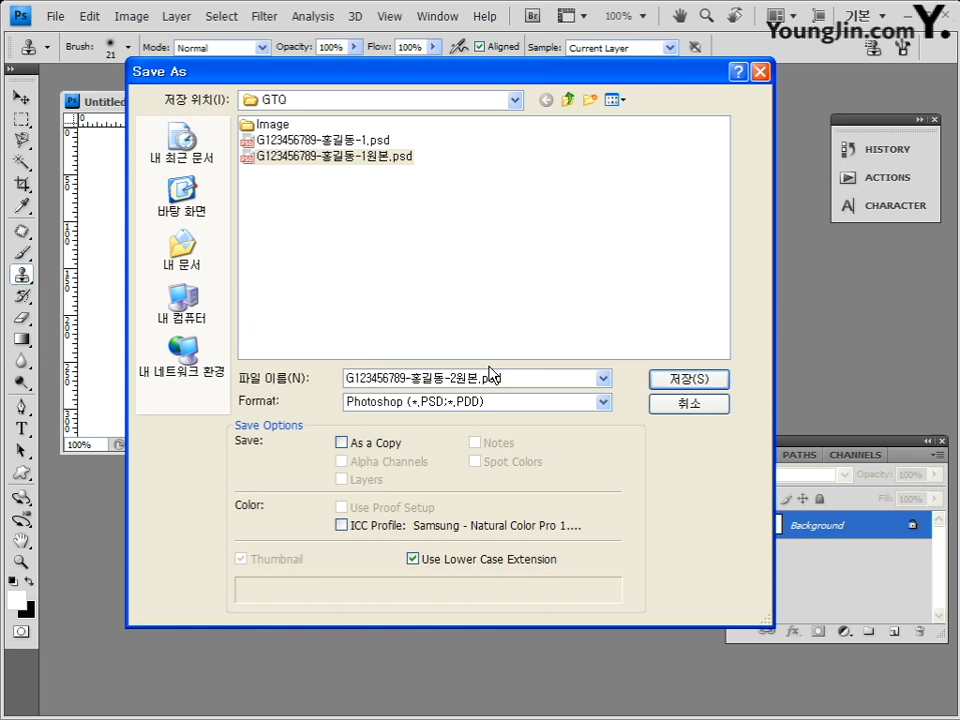 Ps File Edit Image Layer Select Filter Analysis 3D View Window Help Br 100% 기본
YoungJin.com Y.
Brush: 21 Mode: Normal Opacity: 100% Flow: 100% Aligned Sample: Current Layer
Save As
Ps Untitled
저장 위치(I): GTQ
Image
G123456789-홍길동-1.psd
G123456789-홍길동-1원본.psd
내 최근 문서
바탕 화면
내 문서
내 컴퓨터
내 네트워크 환경
HISTORY
ACTIONS
CHARACTER
0
0
50
100
150
200
파일 이름(N): G123456789-홍길동-2원본.psd 저장(S)
Format: Photoshop (*.PSD;*.PDD) 취소
Save Options
Save: As a Copy Notes
Alpha Channels Spot Colors
Layers
Color: Use Proof Setup
ICC Profile: Samsung - Natural Color Pro 1....
Thumbnail Use Lower Case Extension
100%
PATHS CHANNELS
Opacity: 100%
Fill: 100%
Background